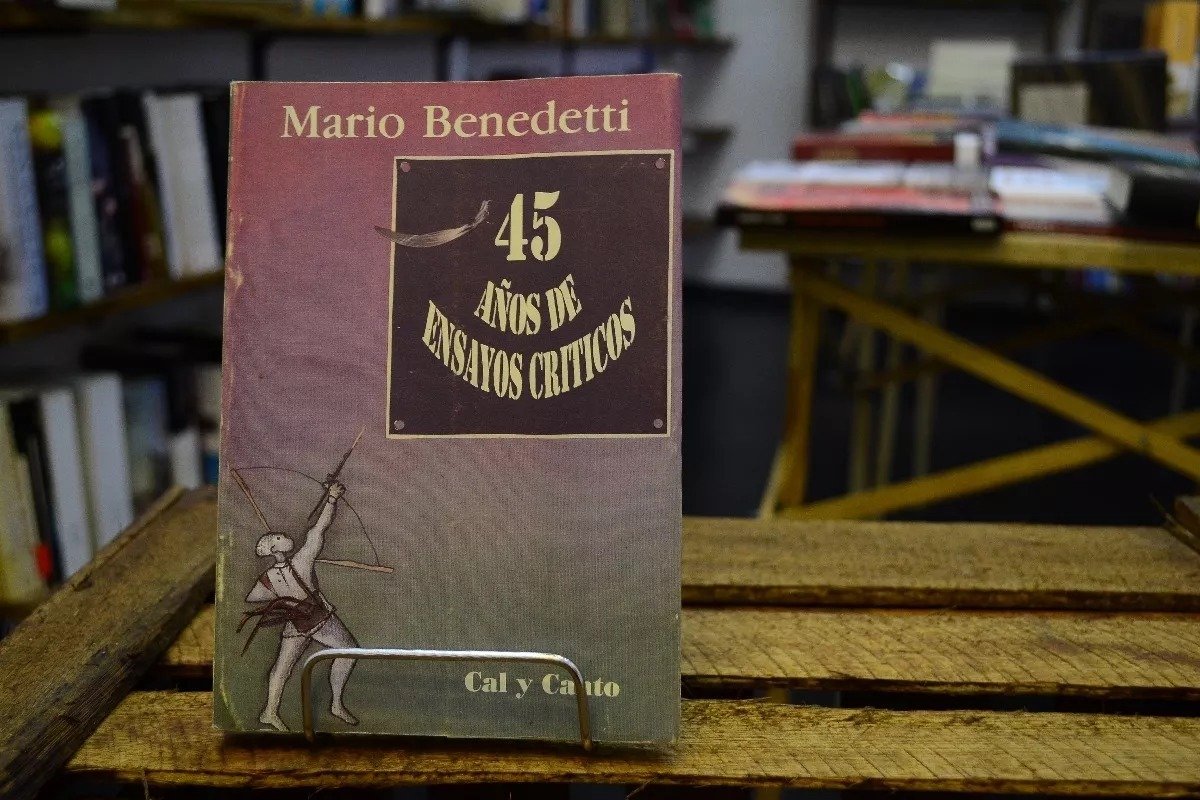 Mario Benedetti
45
AÑOS DE
ENSAYOS CRITICOS
Cal y Canto